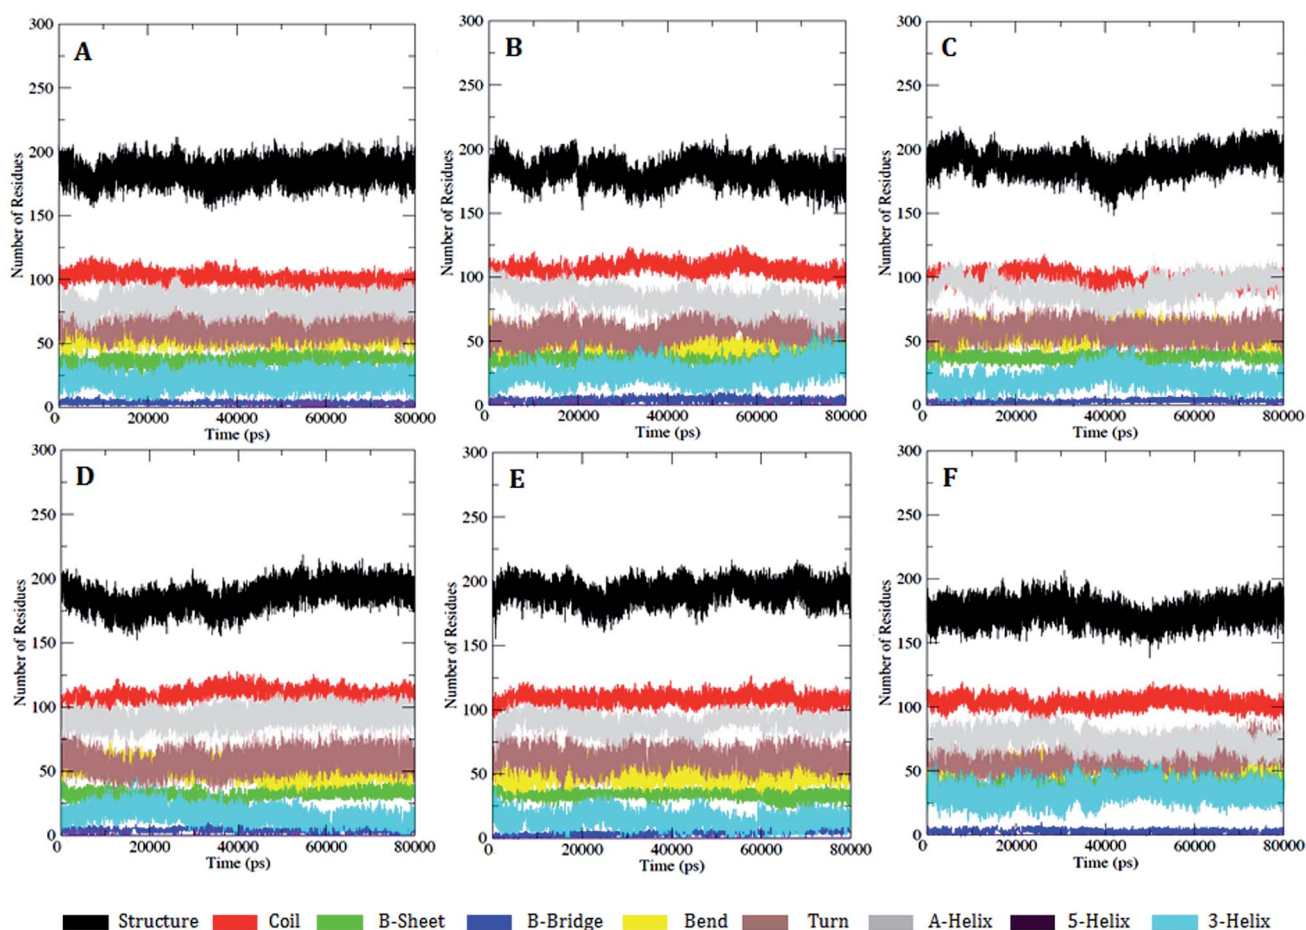 A
B
C
300
250
200
150
100
50
0
Number of Residues
0 20000 40000 60000 80000
Time (ps)
300
250
200
150
100
50
0
Number of Residues
0 20000 40000 60000 80000
Time (ps)
300
250
200
150
100
50
0
Number of Residues
0 20000 40000 60000 80000
Time (ps)
D
E
F
300
250
200
150
100
50
0
Number of Residues
0 20000 40000 60000 80000
Time (ps)
300
250
200
150
100
50
0
Number of Residues
0 20000 40000 60000 80000
Time (ps)
300
250
200
150
100
50
0
Number of Residues
0 20000 40000 60000 80000
Time (ps)
Structure Coil B-Sheet B-Bridge Bend Turn A-Helix 5-Helix 3-Helix